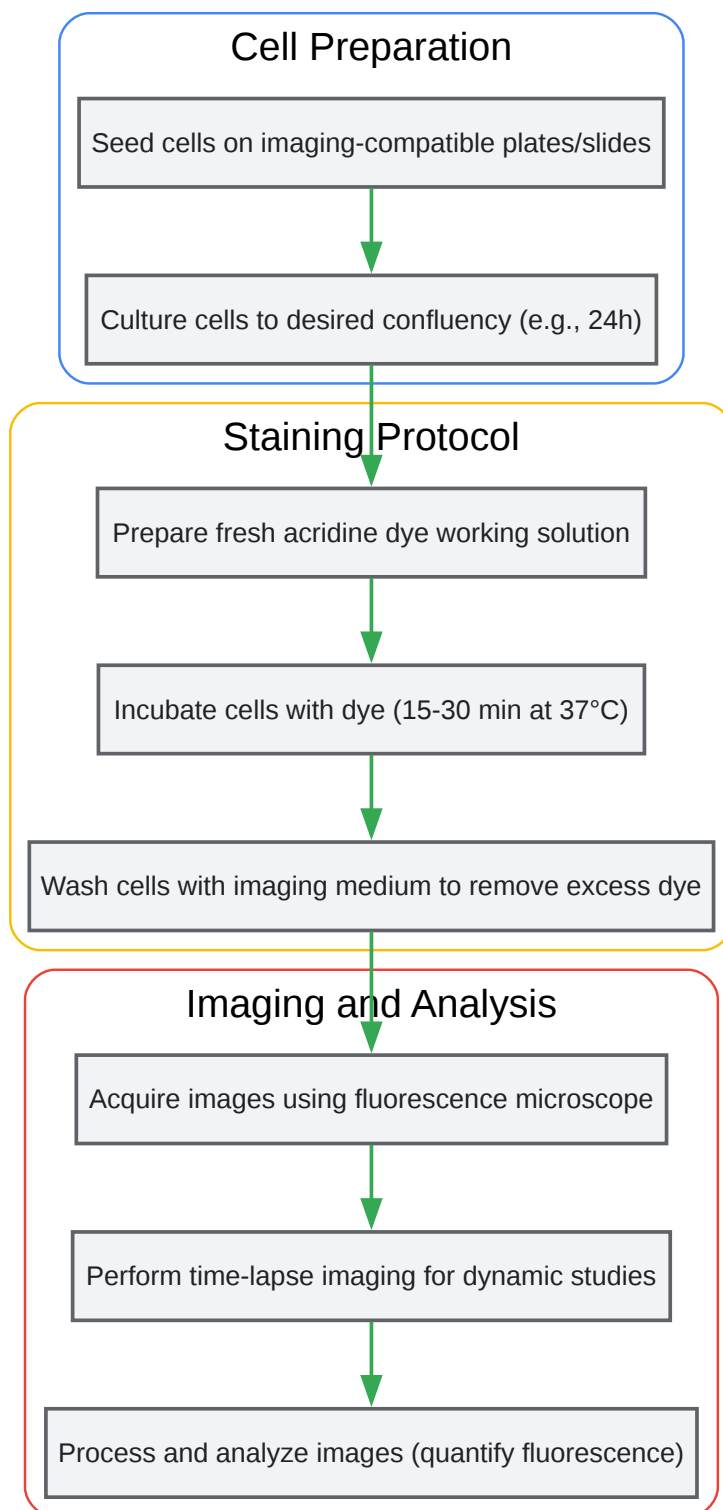 Cell Preparation
Seed cells on imaging-compatible plates/slides
Culture cells to desired confluency (e.g., 24h)
Staining Protocol
Prepare fresh acridine dye working solution
Incubate cells with dye (15-30 min at 37°C)
Wash cells with imaging medium to remove excess dye
Imaging and Analysis
Acquire images using fluorescence microscope
Perform time-lapse imaging for dynamic studies
Process and analyze images (quantify fluorescence)